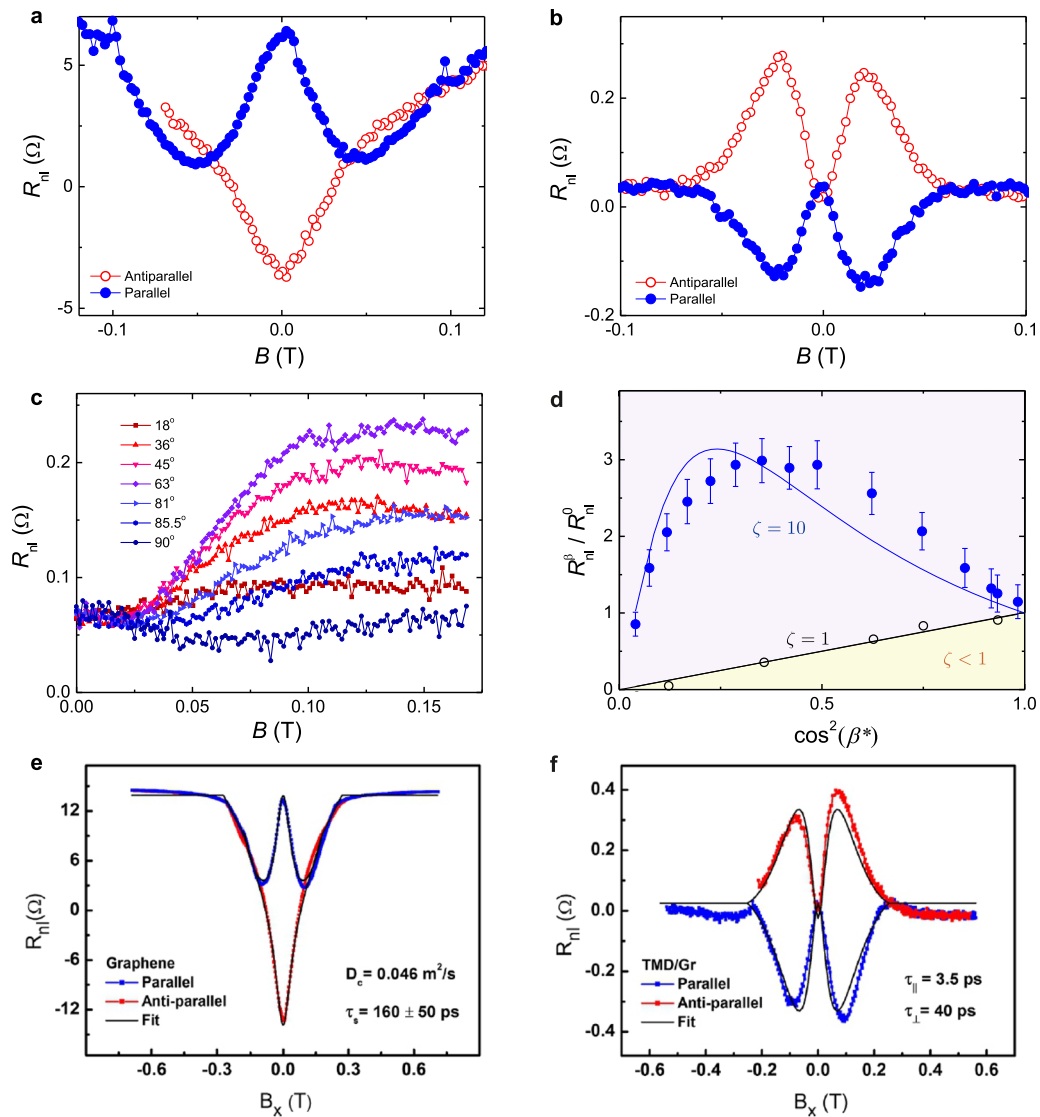 a
R_nl (Ω)
5
0
-5
-0.1
0.0
0.1
B (T)
Antiparallel
Parallel
b
R_nl (Ω)
0.2
0.0
-0.2
-0.1
0.0
0.1
B (T)
Antiparallel
Parallel
c
R_nl (Ω)
0.2
0.1
0.0
0.00
0.05
0.10
0.15
B (T)
18°
36°
45°
63°
81°
85.5°
90°
d
R_nl^β / R_nl^0
3
2
1
0
0.0
0.5
1.0
cos²(β*)
ζ = 10
ζ = 1
ζ < 1
e
R_nl(Ω)
12
6
0
-6
-12
-0.6
-0.3
0.0
0.3
0.6
B_X (T)
Graphene
Parallel
Anti-parallel
Fit
D_c = 0.046 m²/s
τ_s = 160 ± 50 ps
f
R_nl(Ω)
0.4
0.2
0.0
-0.2
-0.4
-0.6
-0.4
-0.2
0.0
0.2
0.4
0.6
B_X (T)
TMD/Gr
Parallel
Anti-parallel
Fit
τ_|| = 3.5 ps
τ_⊥ = 40 ps